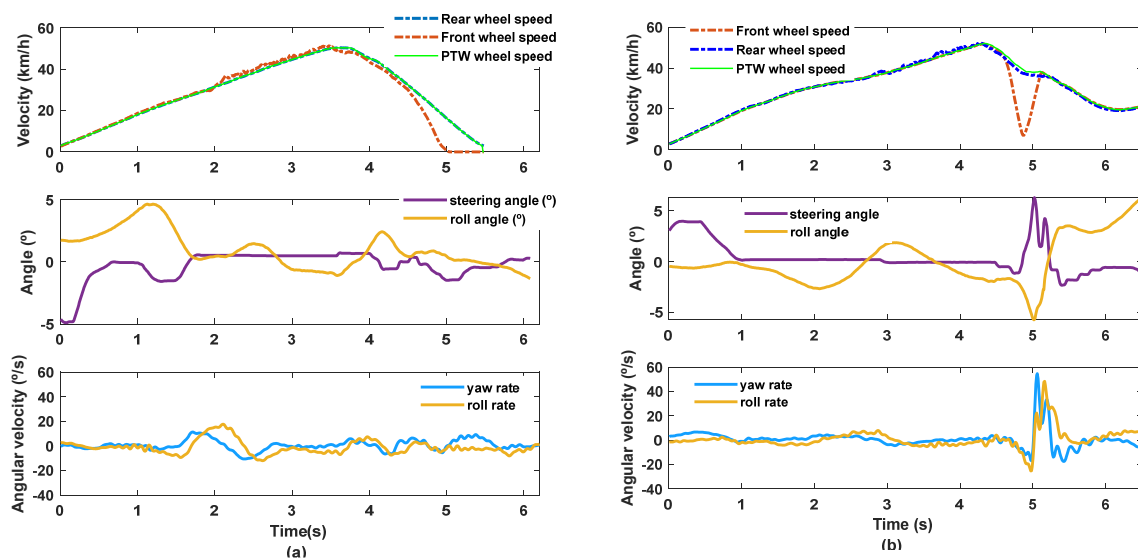 60
40
20
0
Velocity (km/h)
Rear wheel speed
Front wheel speed
PTW wheel speed
0 1 2 3 4 5 6
5
0
-5
Angle (º)
steering angle (º)
roll angle (º)
0 1 2 3 4 5 6
60
40
20
0
-20
-40
Angular velocity (º/s)
yaw rate
roll rate
0 1 2 3 4 5 6
Time(s)
(a)
60
40
20
0
Velocity (km/h)
Front wheel speed
Rear wheel speed
PTW wheel speed
0 1 2 3 4 5 6
5
0
-5
Angle (º)
steering angle
roll angle
0 1 2 3 4 5 6
60
40
20
0
-20
-40
Angular velocity (º/s)
yaw rate
roll rate
0 1 2 3 4 5 6
Time (s)
(b)